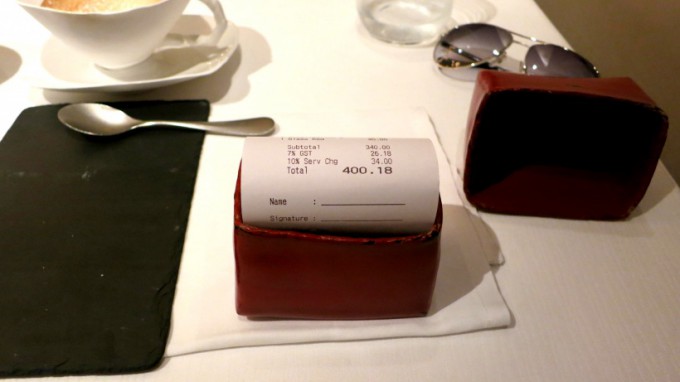 Subtotal 340.00
7% GST 26.18
10% Serv Chg 34.00
Total 400.18
Name : 
Signature :